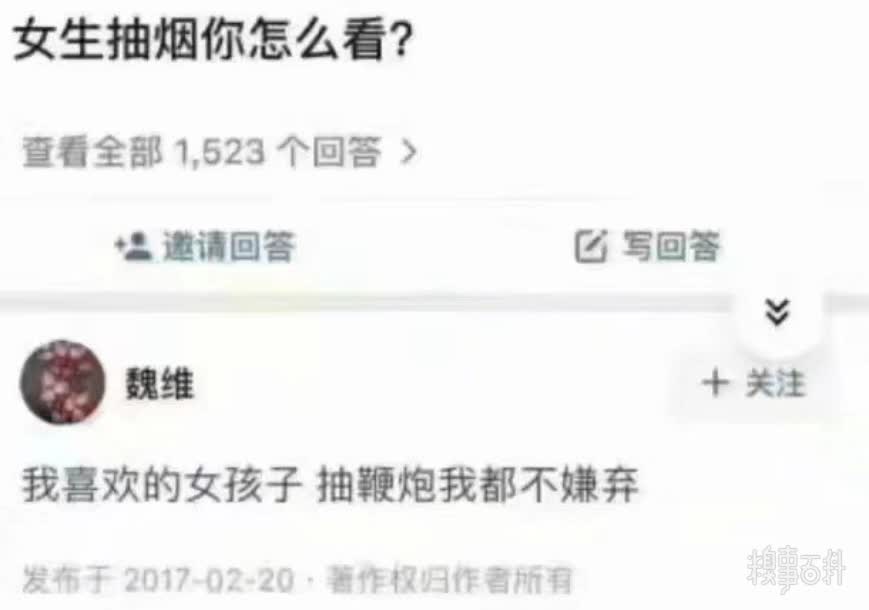 女生抽烟你怎么看?
查看全部 1,523 个回答 >
邀请回答
写回答
魏维
+ 关注
我喜欢的女孩子 抽鞭炮我都不嫌弃
发布于 2017-02-20 · 著作权归作者所有
糗事百科